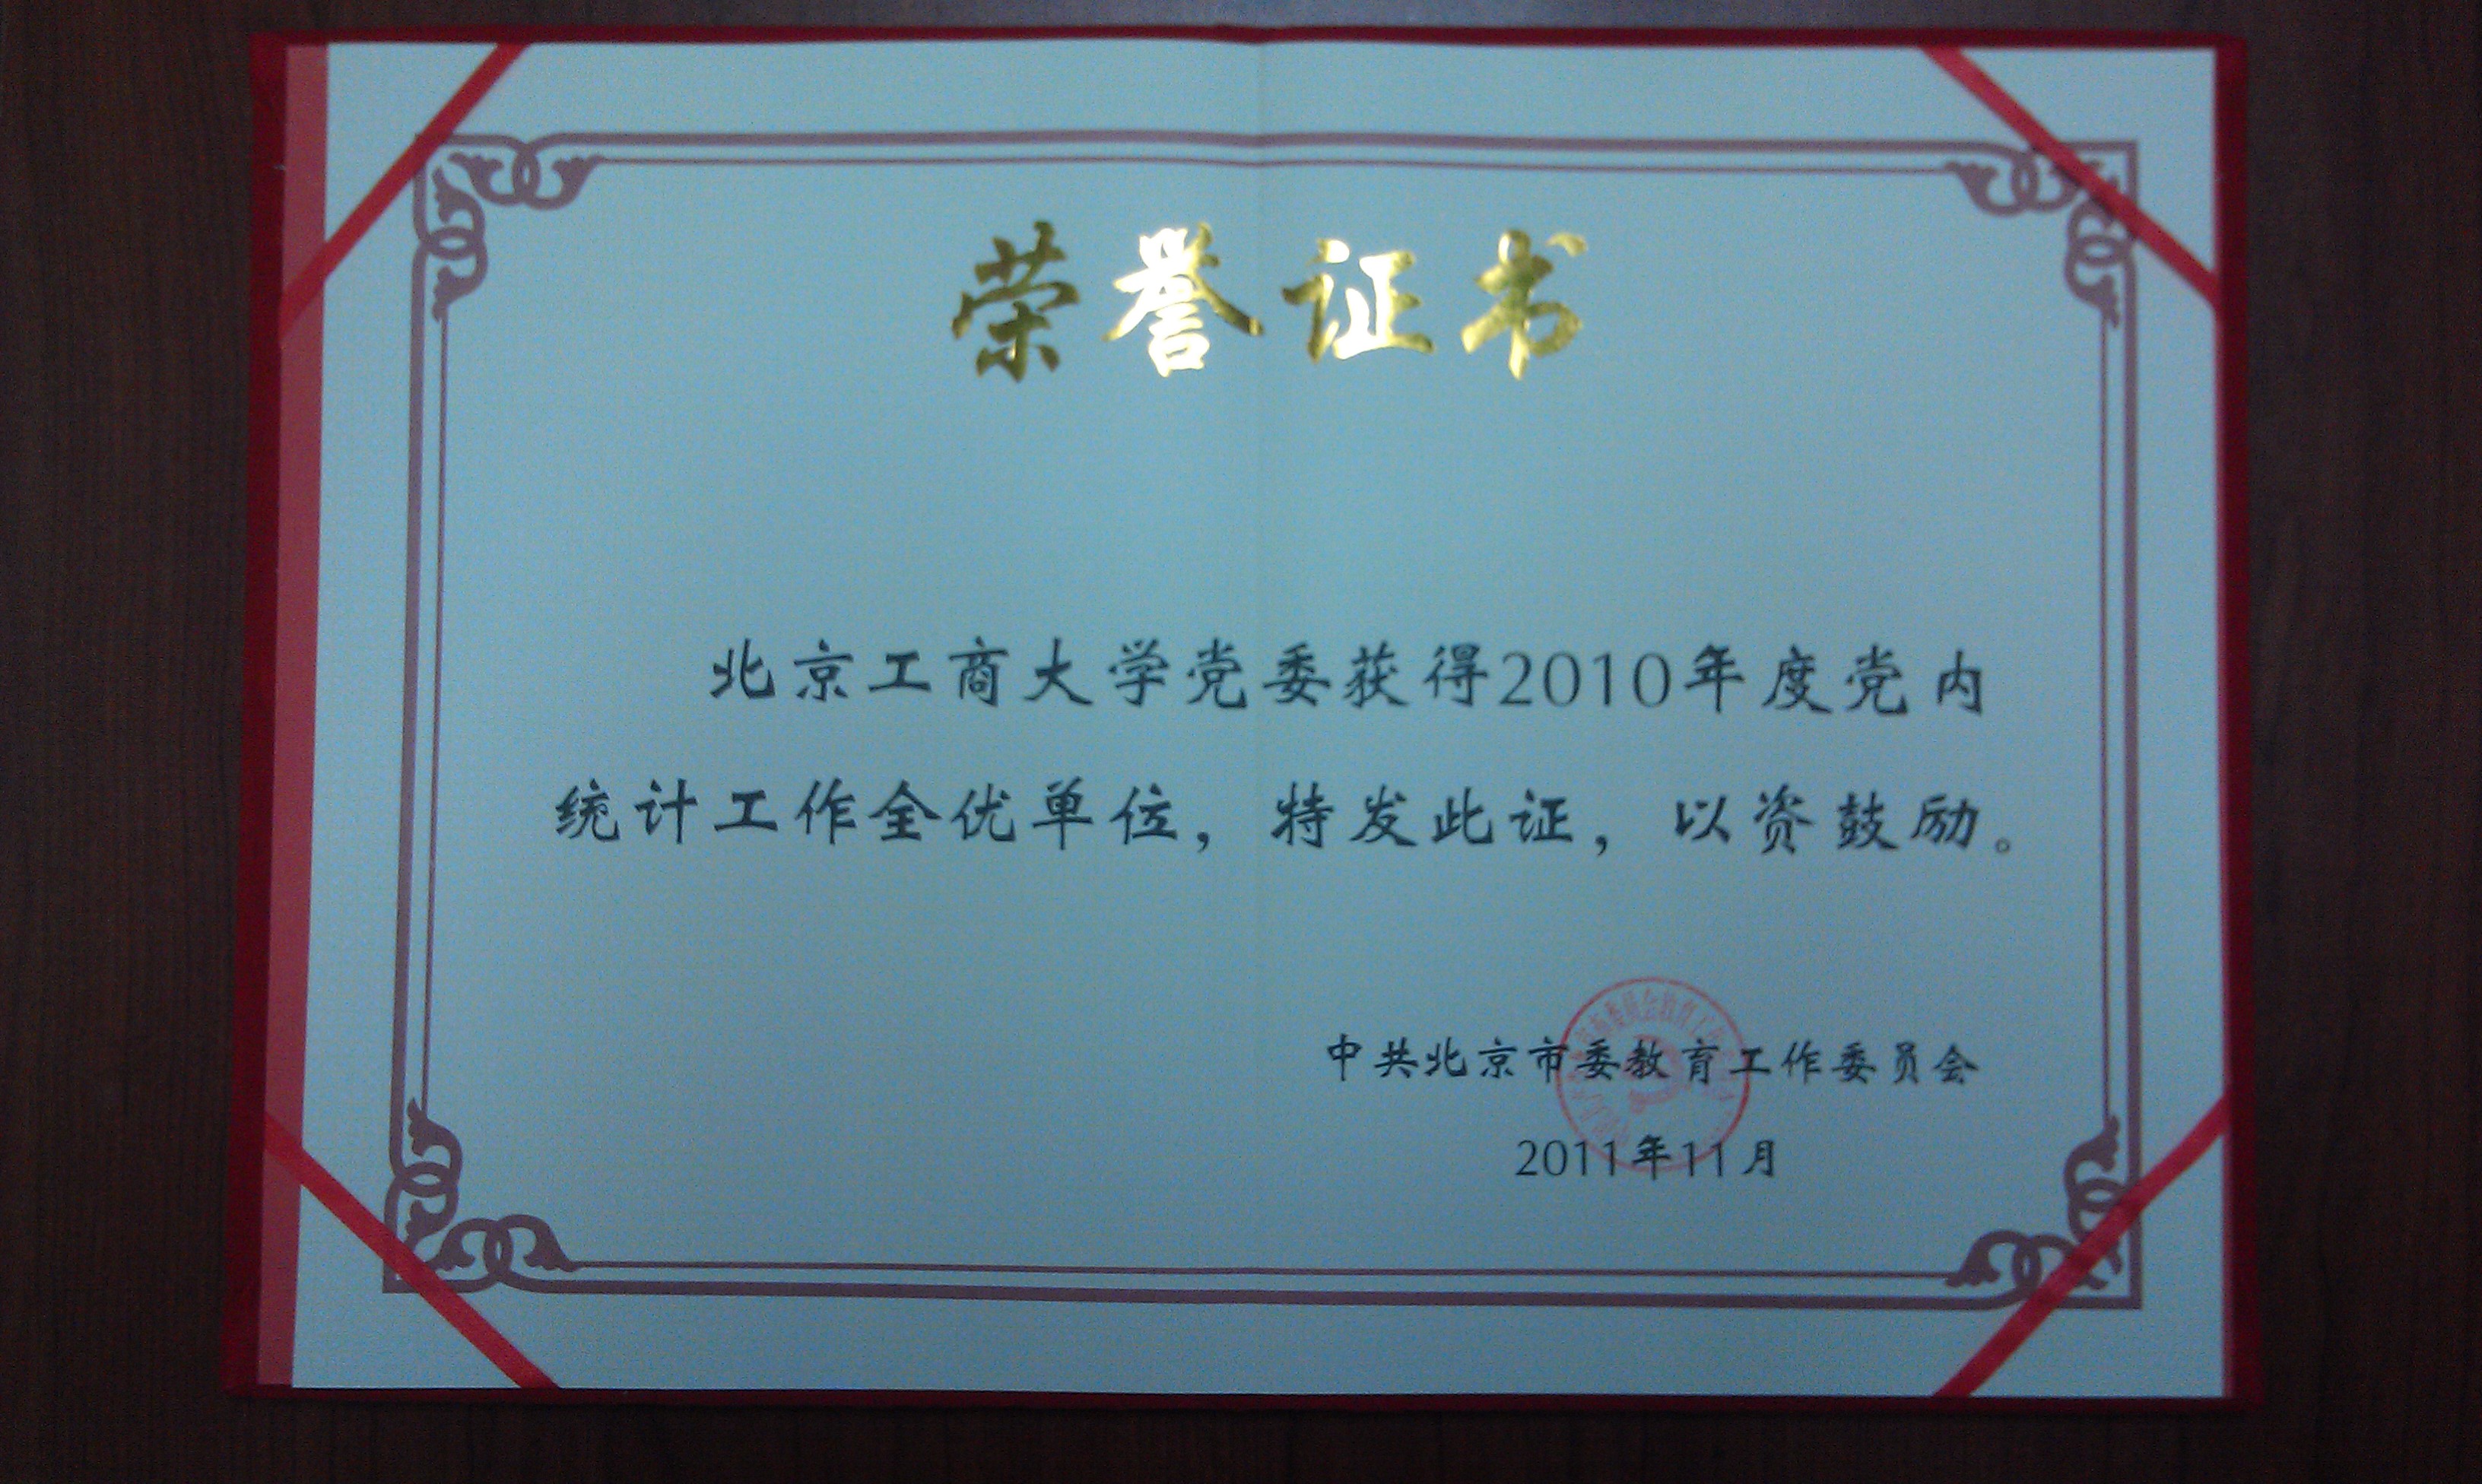 荣誉证书
北京工商大学党委获得2010年度党内
统计工作全优单位，特发此证，以资鼓励。
中共北京市委教育工作委员会
2011年11月